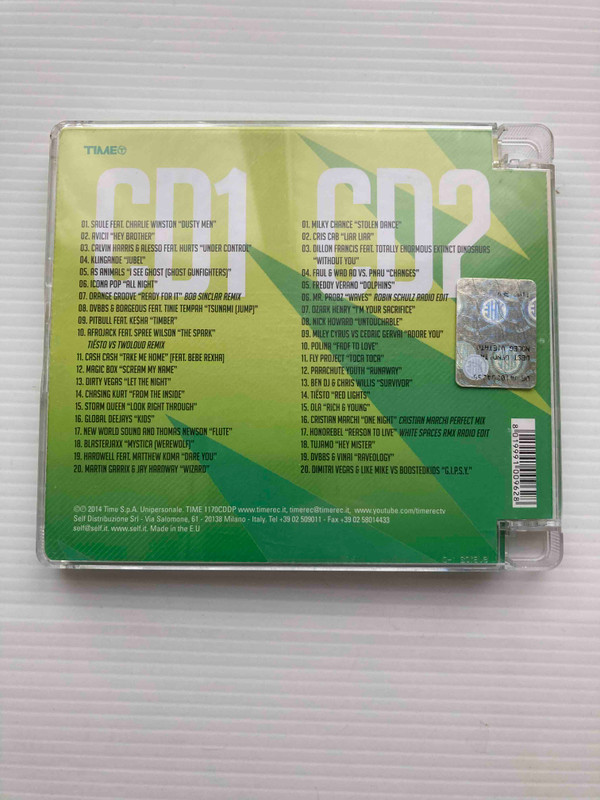 TIME
CD1
01. SAULE FEAT. CHARLIE WINSTON "DUSTY MEN"
02. AVICII "HEY BROTHER"
03. CALVIN HARRIS & ALESSO FEAT. HURTS "UNDER CONTROL"
04. KLINGANDE "JUBEL"
05. AS ANIMALS "I SEE GHOST (GHOST GUNFIGHTERS)"
06. ICONA POP "ALL NIGHT"
07. ORANGE GROOVE "READY FOR IT" BOB SINCLAR REMIX
08. DVBBS & BORGEOUS FEAT. TINIE TEMPAH "TSUNAMI (JUMP)"
09. PITBULL FEAT. KE$HA "TIMBER"
10. AFROJACK FEAT. SPREE WILSON "THE SPARK"
TIËSTO VS TWOLOUD REMIX
11. CASH CASH "TAKE ME HOME" (FEAT. BEBE REXHA)
12. MAGIC BOX "SCREAM MY NAME"
13. DIRTY VEGAS "LET THE NIGHT"
14. CHASING KURT "FROM THE INSIDE"
15. STORM QUEEN "LOOK RIGHT THROUGH"
16. GLOBAL DEEJAYS "KIDS"
17. NEW WORLD SOUND AND THOMAS NEWSON "FLUTE"
18. BLASTERJAXX "MYSTICA (WEREWOLF)"
19. HARDWELL FEAT. MATTHEW KOMA "DARE YOU"
20. MARTIN GARRIX & JAY HARDWAY "WIZARD"
CD2
01. MILKY CHANCE "STOLEN DANCE"
02. CRIS CAB "LIAR LIAR"
03. DILLON FRANCIS FEAT. TOTALLY ENORMOUS EXTINCT DINOSAURS
"WITHOUT YOU"
04. FAUL & WAD AD VS. PNAU "CHANGES"
05. FREDDY VERANO "DOLPHINS"
06. MR. PROBZ "WAVES" ROBIN SCHULZ RADIO EDIT
07. OZARK HENRY "I'M YOUR SACRIFICE"
08. NICK HOWARD "UNTOUCHABLE"
09. MILEY CYRUS VS CEDRIC GERVIA "ADORE YOU"
10. POLINA "FADE TO LOVE"
11. FLY PROJECT "TOCA TOCA"
12. PARACHUTE YOUTH "RUNAWAY"
13. BEN DJ & CHRIS WILLIS "SURVIVOR"
14. TIËSTO "RED LIGHTS"
15. OLA "RICH & YOUNG"
16. CRISTIAN MARCHI "ONE NIGHT" CRISTIAN MARCHI PERFECT MIX
17. HONOREBEL "REASON TO LIVE" WHITE SPACES RMX RADIO EDIT
18. TUJAMO "HEY MISTER"
19. DVBBS & VINAI "RAVEOLOGY"
20. DIMITRI VEGAS & LIKE MIKE VS BOOSTEDKIDS "G.I.P.S.Y."
8019991009628
℗© 2014 Time S.p.A. Unipersonale. TIME 1170CDDP www.timerec.it, timerec@timerec.it, www.youtube.com/timerectv
Self Distribuzione Srl - Via Salomone, 61 - 20138 Milano - Italy. Tel +39 02 509011 - Fax +39 02 58014433
self@self.it. www.self.it. Made in the E.U